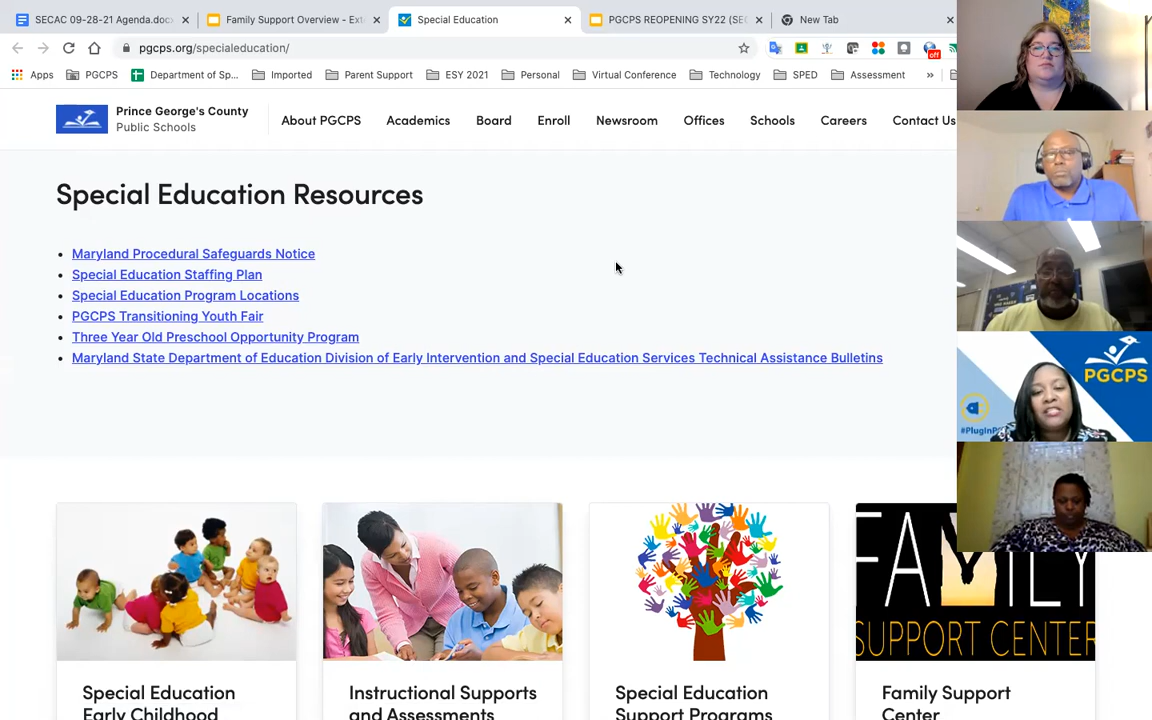 SECAC 09-28-21 Agenda.docx
Family Support Overview - Ext
Special Education
PGCPS REOPENING SY22 (SEC
New Tab
pgcps.org/specialeducation/
off
Apps
PGCPS
Department of Sp...
Imported
Parent Support
ESY 2021
Personal
Virtual Conference
Technology
SPED
Assessment
»
Prince George's County
Public Schools
About PGCPS
Academics
Board
Enroll
Newsroom
Offices
Schools
Careers
Contact Us
Special Education Resources
• Maryland Procedural Safeguards Notice
• Special Education Staffing Plan
• Special Education Program Locations
• PGCPS Transitioning Youth Fair
• Three Year Old Preschool Opportunity Program
• Maryland State Department of Education Division of Early Intervention and Special Education Services Technical Assistance Bulletins
PGCPS
#PlugInP
FAMILY
SUPPORT CENTER
Special Education
Early Childhood
Instructional Supports
and Assessments
Special Education
Support Programs
Family Support
Center